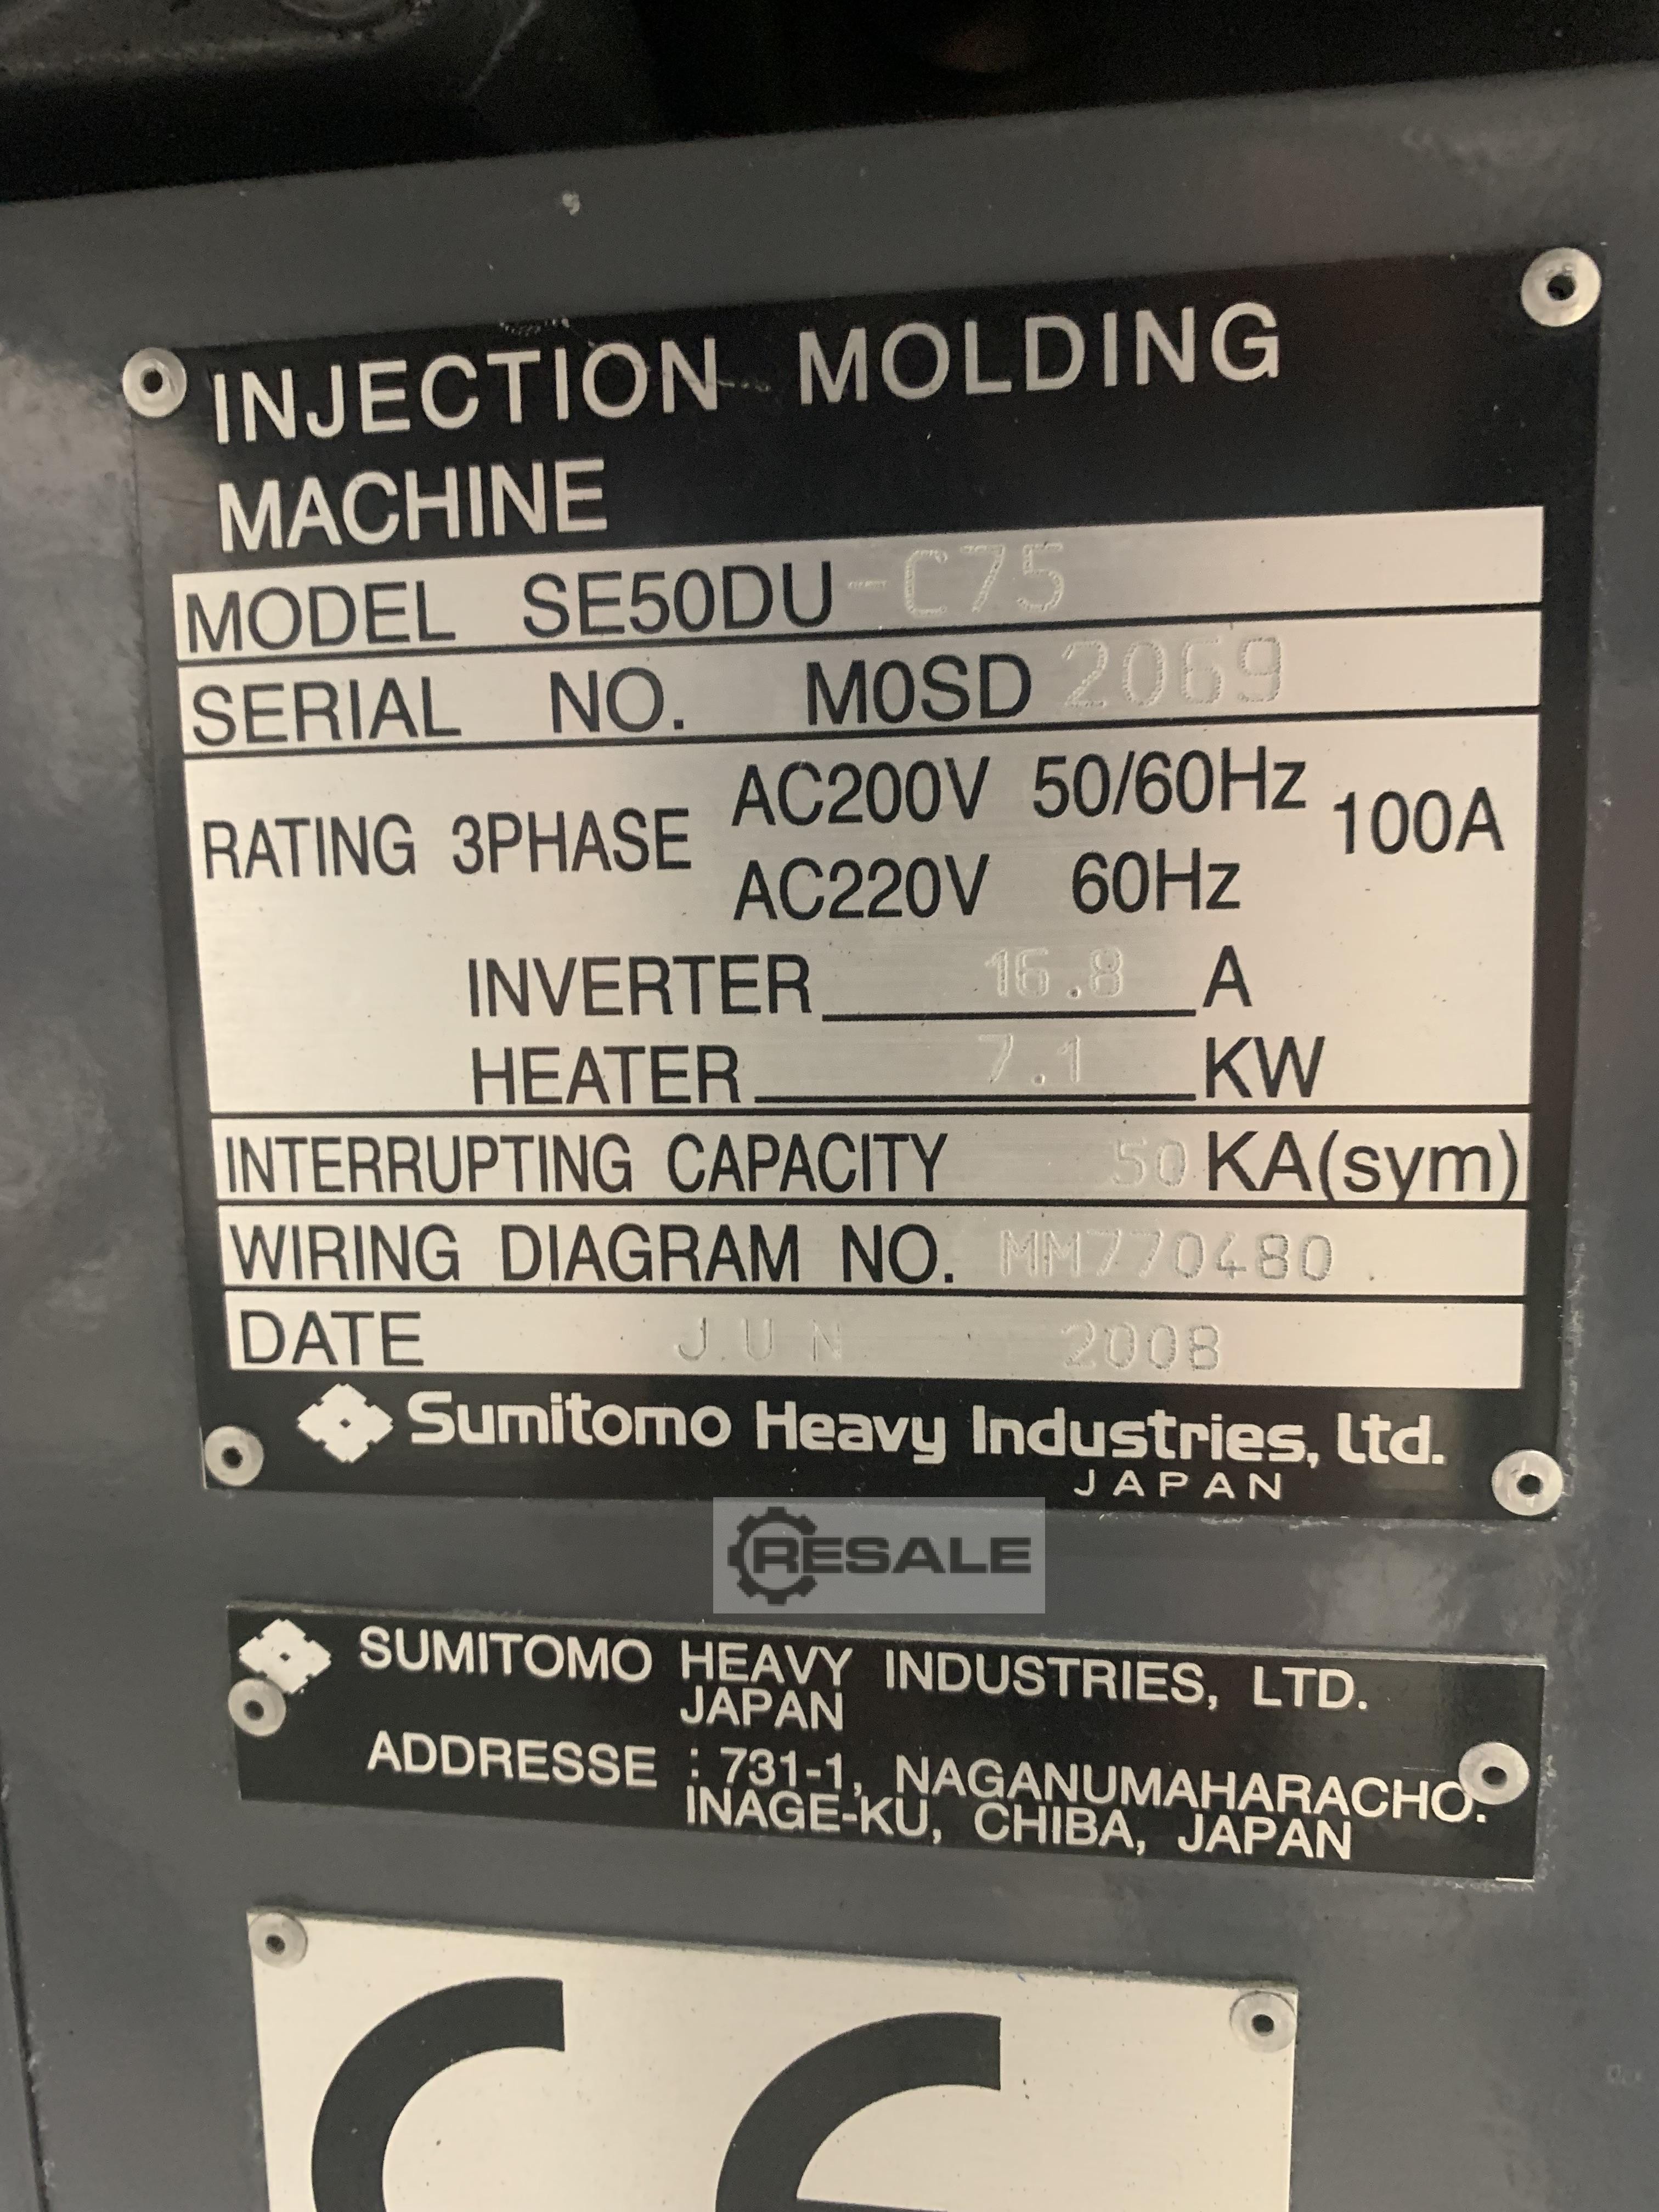 INJECTION MOLDING
MACHINE
MODEL SE50DU-C75
SERIAL NO. M0SD 2069
RATING 3PHASE AC200V 50/60Hz 100A
AC220V 60Hz
INVERTER 16.8 A
HEATER 7.1 KW
INTERRUPTING CAPACITY 50 KA(sym)
WIRING DIAGRAM NO. MM770480
DATE JUN 2008
Sumitomo Heavy Industries, Ltd.
JAPAN
RESALE
SUMITOMO HEAVY INDUSTRIES, LTD.
JAPAN
ADDRESSE : 731-1, NAGANUMAHARACHO.
INAGE-KU, CHIBA, JAPAN
CE